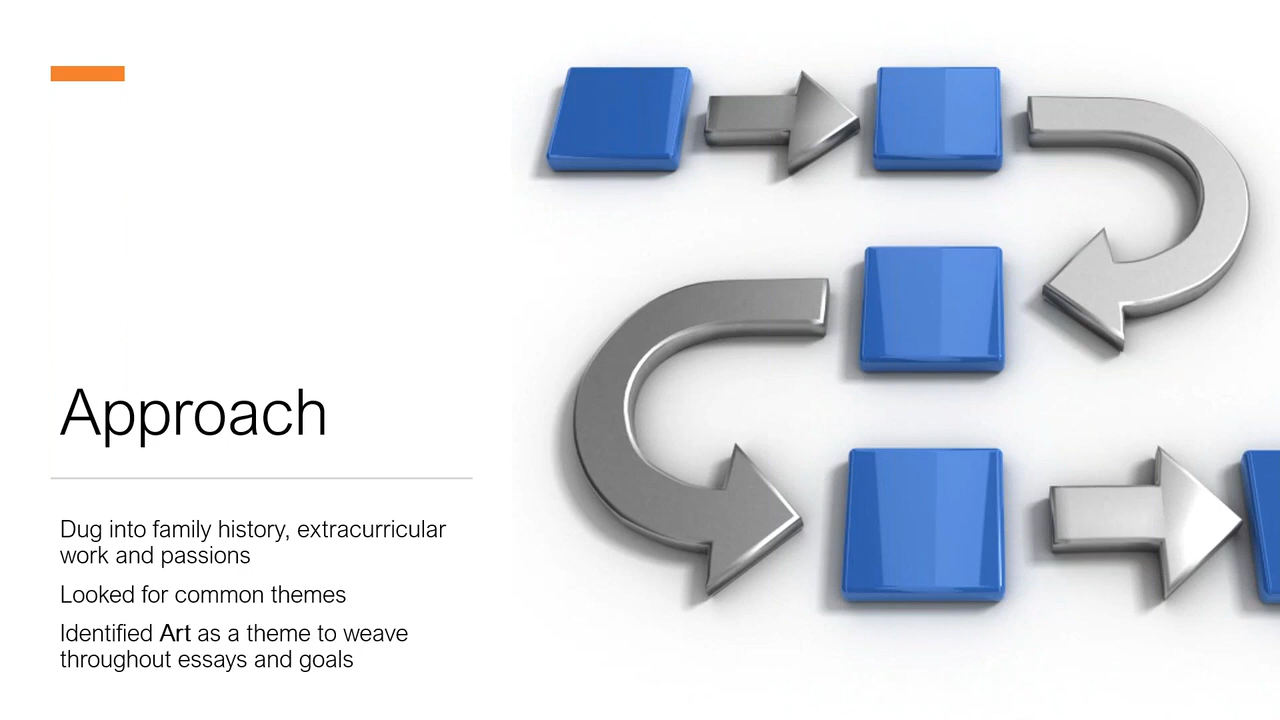 Approach
Dug into family history, extracurricular
work and passions
Looked for common themes
Identified Art as a theme to weave
throughout essays and goals